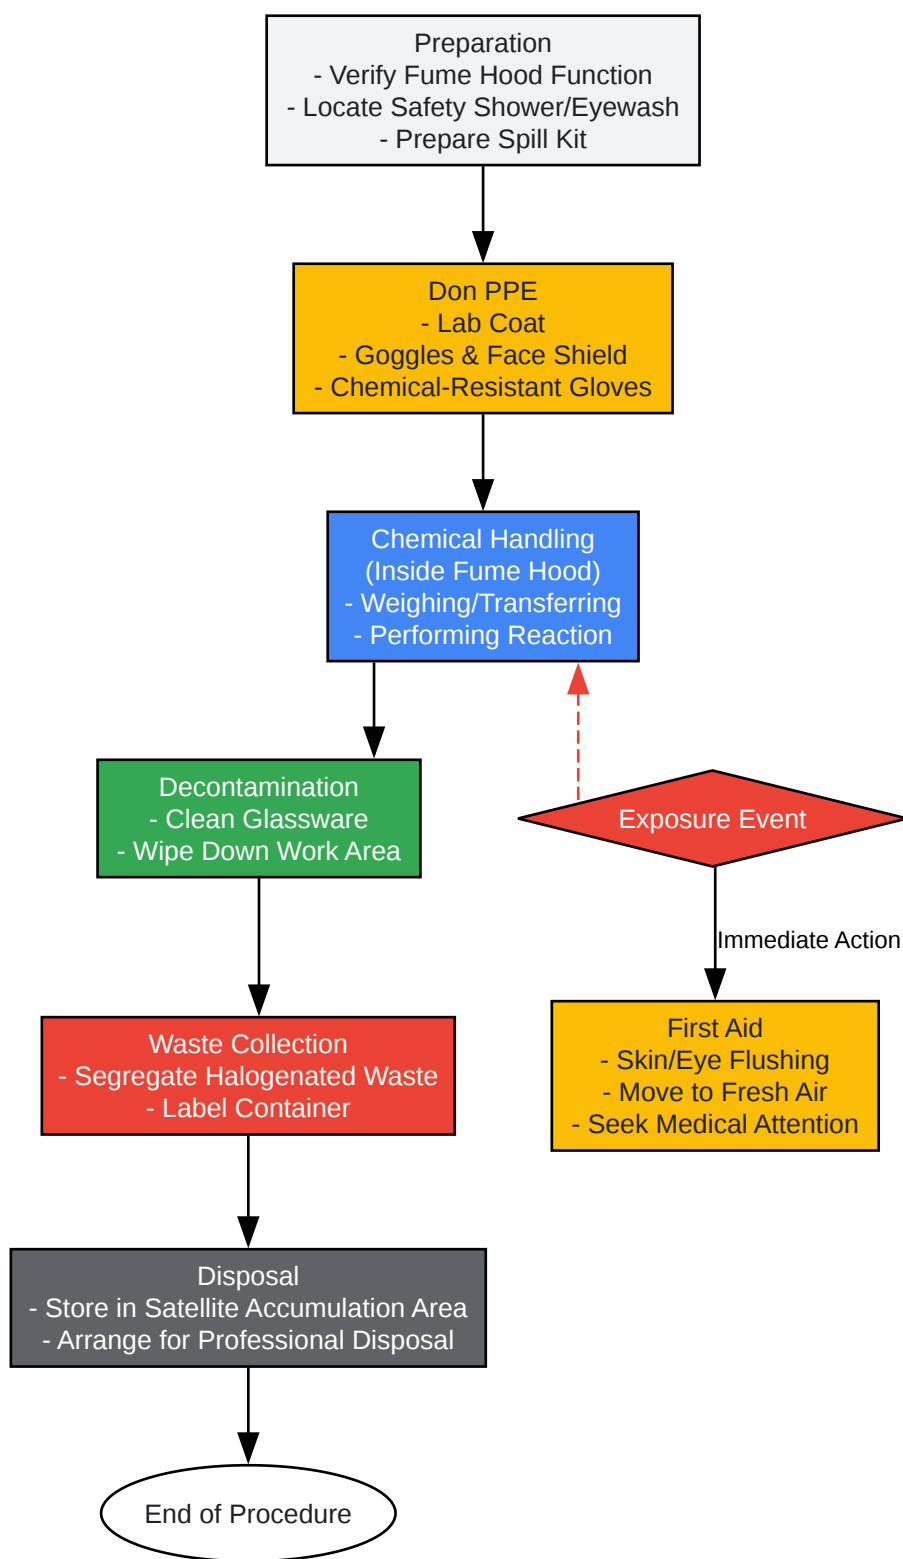 Preparation
- Verify Fume Hood Function
- Locate Safety Shower/Eyewash
- Prepare Spill Kit
Don PPE
- Lab Coat
- Goggles & Face Shield
- Chemical-Resistant Gloves
Chemical Handling
(Inside Fume Hood)
- Weighing/Transferring
- Performing Reaction
Decontamination
- Clean Glassware
- Wipe Down Work Area
Exposure Event
Immediate Action
Waste Collection
- Segregate Halogenated Waste
- Label Container
First Aid
- Skin/Eye Flushing
- Move to Fresh Air
- Seek Medical Attention
Disposal
- Store in Satellite Accumulation Area
- Arrange for Professional Disposal
End of Procedure